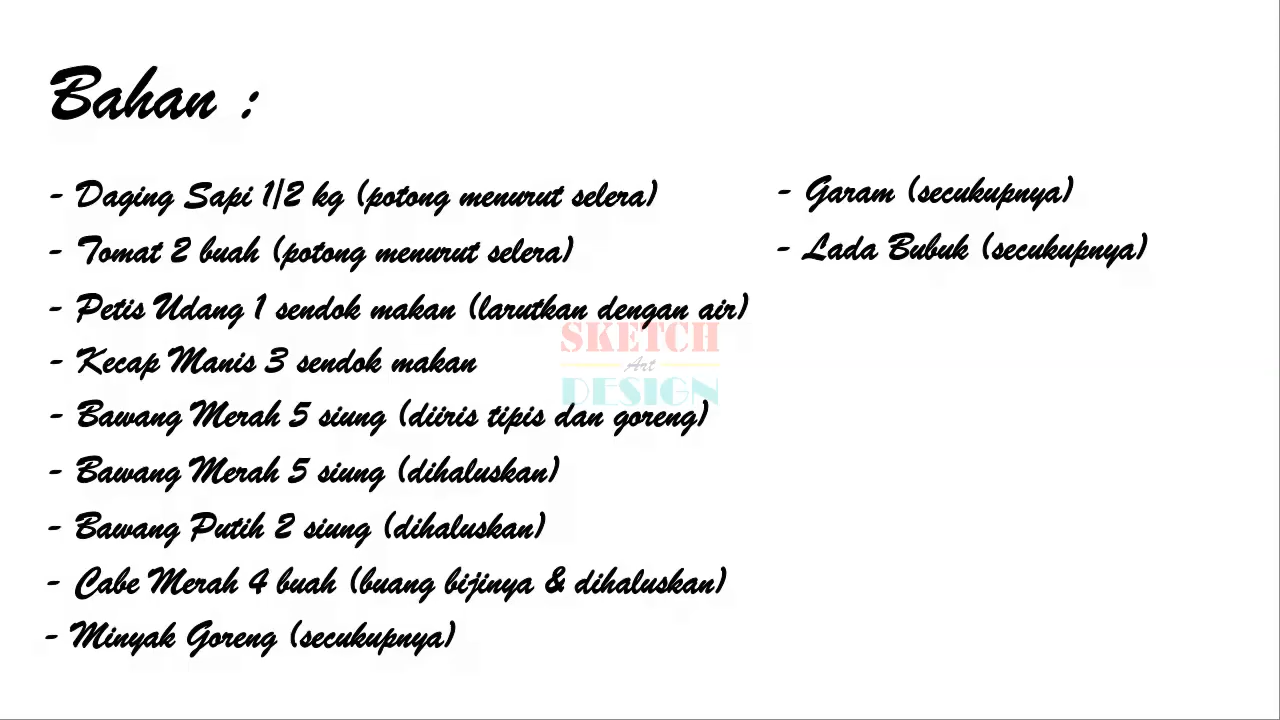 Bahan :
- Daging Sapi 1/2 kg (potong menurut selera)
- Tomat 2 buah (potong menurut selera)
- Petis Udang 1 sendok makan (larutkan dengan air)
- Kecap Manis 3 sendok makan
- Bawang Merah 5 siung (diiris tipis dan goreng)
- Bawang Merah 5 siung (dihaluskan)
- Bawang Putih 2 siung (dihaluskan)
- Cabe Merah 4 buah (buang bijinya & dihaluskan)
- Minyak Goreng (secukupnya)
- Garam (secukupnya)
- Lada Bubuk (secukupnya)
SKETCH
Art
DESIGN